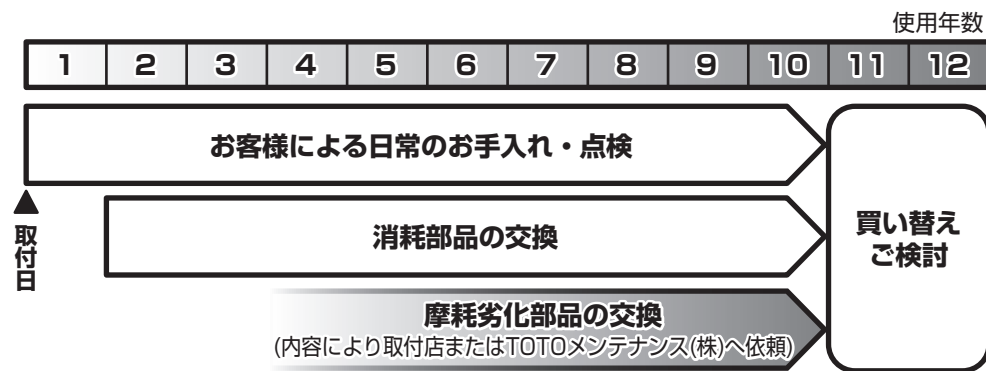 使用年数
1 2 3 4 5 6 7 8 9 10 11 12
お客様による日常のお手入れ・点検
取付日
消耗部品の交換
買い替え
ご検討
摩耗劣化部品の交換
(内容により取付店またはTOTOメンテナンス(株)へ依頼)